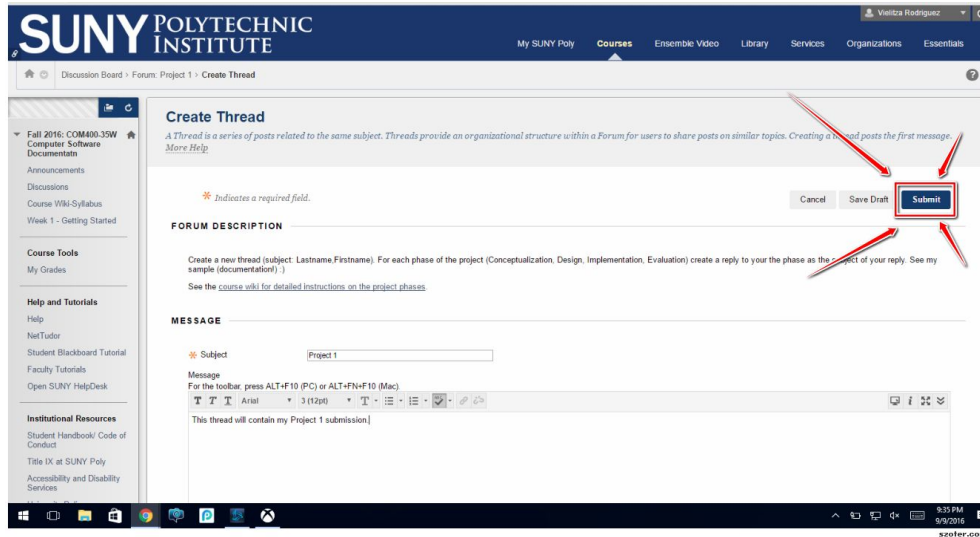 SUNY POLYTECHNIC
INSTITUTE
Vielitza Rodriguez
My SUNY Poly Courses Ensemble Video Library Services Organizations Essentials
Discussion Board > Forum: Project 1 > Create Thread
Fall 2016: COM400-35W
Computer Software
Documentatn
Announcements
Discussions
Course Wiki-Syllabus
Week 1 - Getting Started
Course Tools
My Grades
Help and Tutorials
Help
NetTudor
Student Blackboard Tutorial
Faculty Tutorials
Open SUNY HelpDesk
Institutional Resources
Student Handbook/ Code of
Conduct
Title IX at SUNY Poly
Accessibility and Disability
Services
Create Thread
A Thread is a series of posts related to the same subject. Threads provide an organizational structure within a Forum for users to share posts on similar topics. Creating a thread posts the first message.
More Help
Indicates a required field.
Cancel Save Draft Submit
FORUM DESCRIPTION
Create a new thread (subject: Lastname,Firstname). For each phase of the project (Conceptualization, Design, Implementation, Evaluation) create a reply to your the phase as the subject of your reply. See my
sample (documentation!) :)
See the course wiki for detailed instructions on the project phases.
MESSAGE
Subject Project 1
Message
For the toolbar, press ALT+F10 (PC) or ALT+FN+F10 (Mac).
T T T Arial 3 (12pt) T
This thread will contain my Project 1 submission.
9:35 PM
9/9/2016
szoter.co